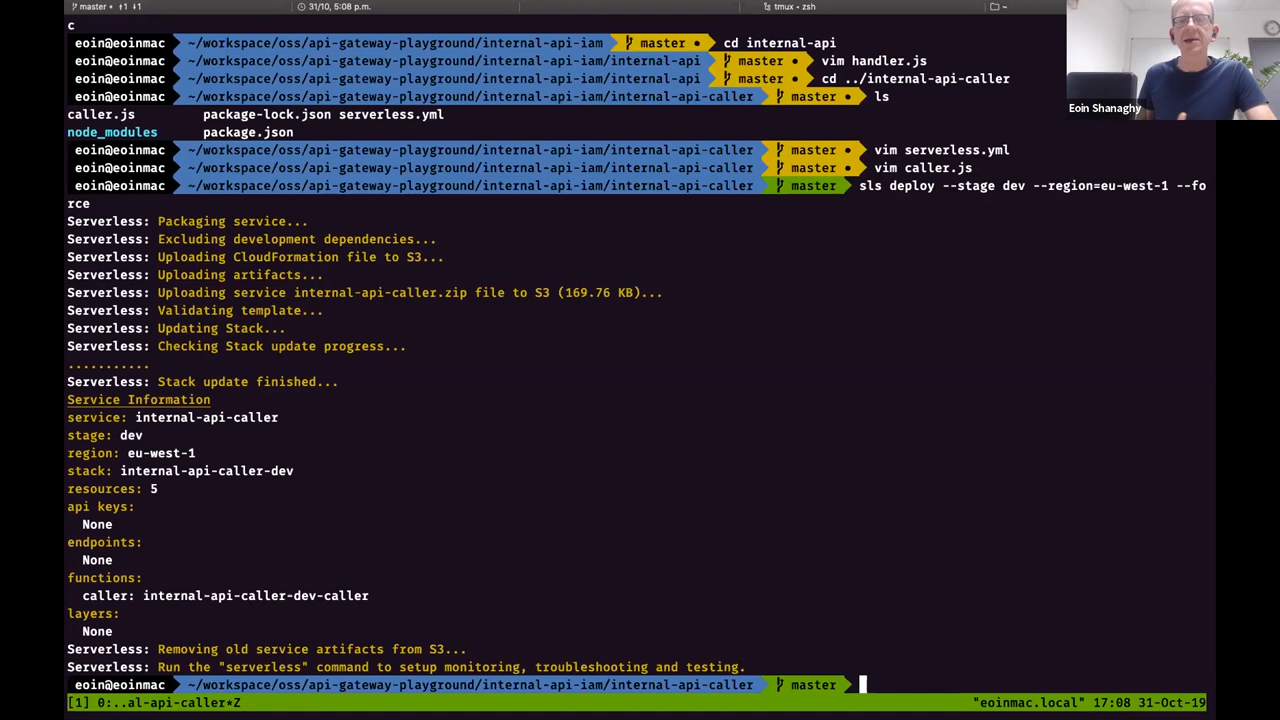 master • ↑1 ↓1 31/10, 5:08 p.m. tmux • zsh ~
c
eoin@eoinmac ~/workspace/oss/api-gateway-playground/internal-api-iam master • cd internal-api
eoin@eoinmac ~/workspace/oss/api-gateway-playground/internal-api-iam/internal-api master • vim handler.js
eoin@eoinmac ~/workspace/oss/api-gateway-playground/internal-api-iam/internal-api master • cd ../internal-api-caller
eoin@eoinmac ~/workspace/oss/api-gateway-playground/internal-api-iam/internal-api-caller master • ls
caller.js package-lock.json serverless.yml
node_modules package.json
eoin@eoinmac ~/workspace/oss/api-gateway-playground/internal-api-iam/internal-api-caller master • vim serverless.yml
eoin@eoinmac ~/workspace/oss/api-gateway-playground/internal-api-iam/internal-api-caller master • vim caller.js
eoin@eoinmac ~/workspace/oss/api-gateway-playground/internal-api-iam/internal-api-caller master sls deploy --stage dev --region=eu-west-1 --fo
rce
Serverless: Packaging service...
Serverless: Excluding development dependencies...
Serverless: Uploading CloudFormation file to S3...
Serverless: Uploading artifacts...
Serverless: Uploading service internal-api-caller.zip file to S3 (169.76 KB)...
Serverless: Validating template...
Serverless: Updating Stack...
Serverless: Checking Stack update progress...
...........
Serverless: Stack update finished...
Service Information
service: internal-api-caller
stage: dev
region: eu-west-1
stack: internal-api-caller-dev
resources: 5
api keys:
None
endpoints:
None
functions:
caller: internal-api-caller-dev-caller
layers:
None
Serverless: Removing old service artifacts from S3...
Serverless: Run the "serverless" command to setup monitoring, troubleshooting and testing.
eoin@eoinmac ~/workspace/oss/api-gateway-playground/internal-api-iam/internal-api-caller master
[1] 0:..al-api-caller*Z "eoinmac.local" 17:08 31-Oct-19
Eoin Shanaghy